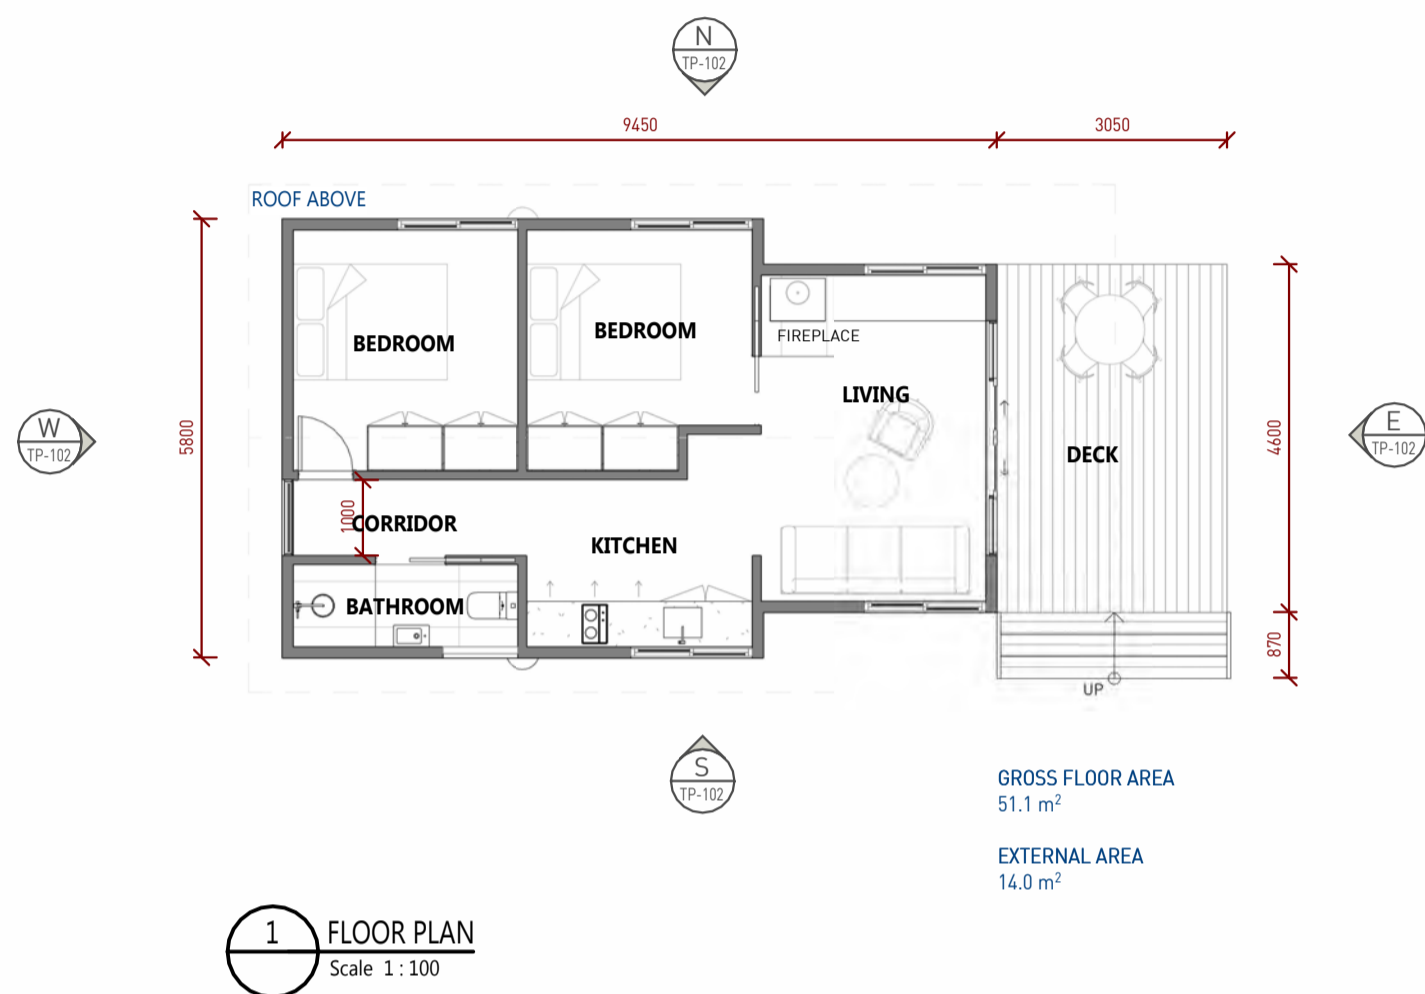 N
TP-102
9450
3050
ROOF ABOVE
BEDROOM
BEDROOM
FIREPLACE
LIVING
W
TP-102
5800
E
TP-102
4600
DECK
1000
CORRIDOR
KITCHEN
BATHROOM
870
UP
S
TP-102
GROSS FLOOR AREA
51.1 m²
EXTERNAL AREA
14.0 m²
1
FLOOR PLAN
Scale 1 : 100